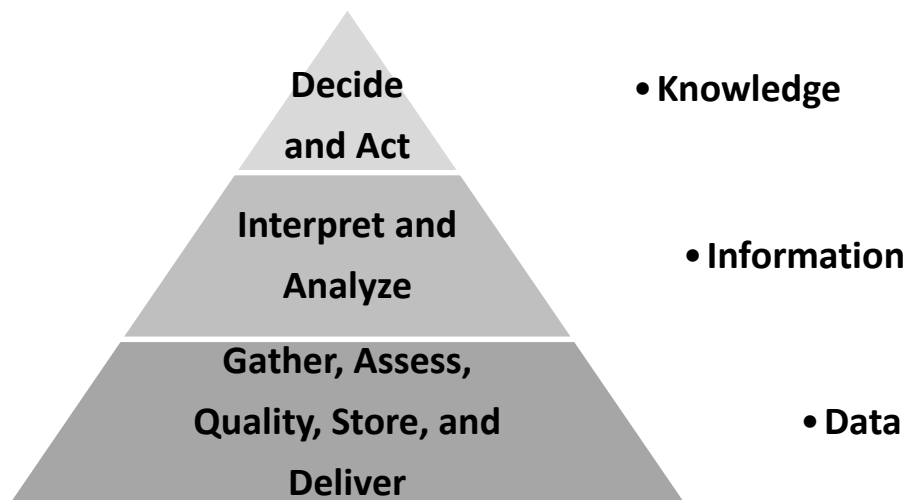 Decide
and Act
• Knowledge
Interpret and
Analyze
• Information
Gather, Assess,
Quality, Store, and
Deliver
• Data